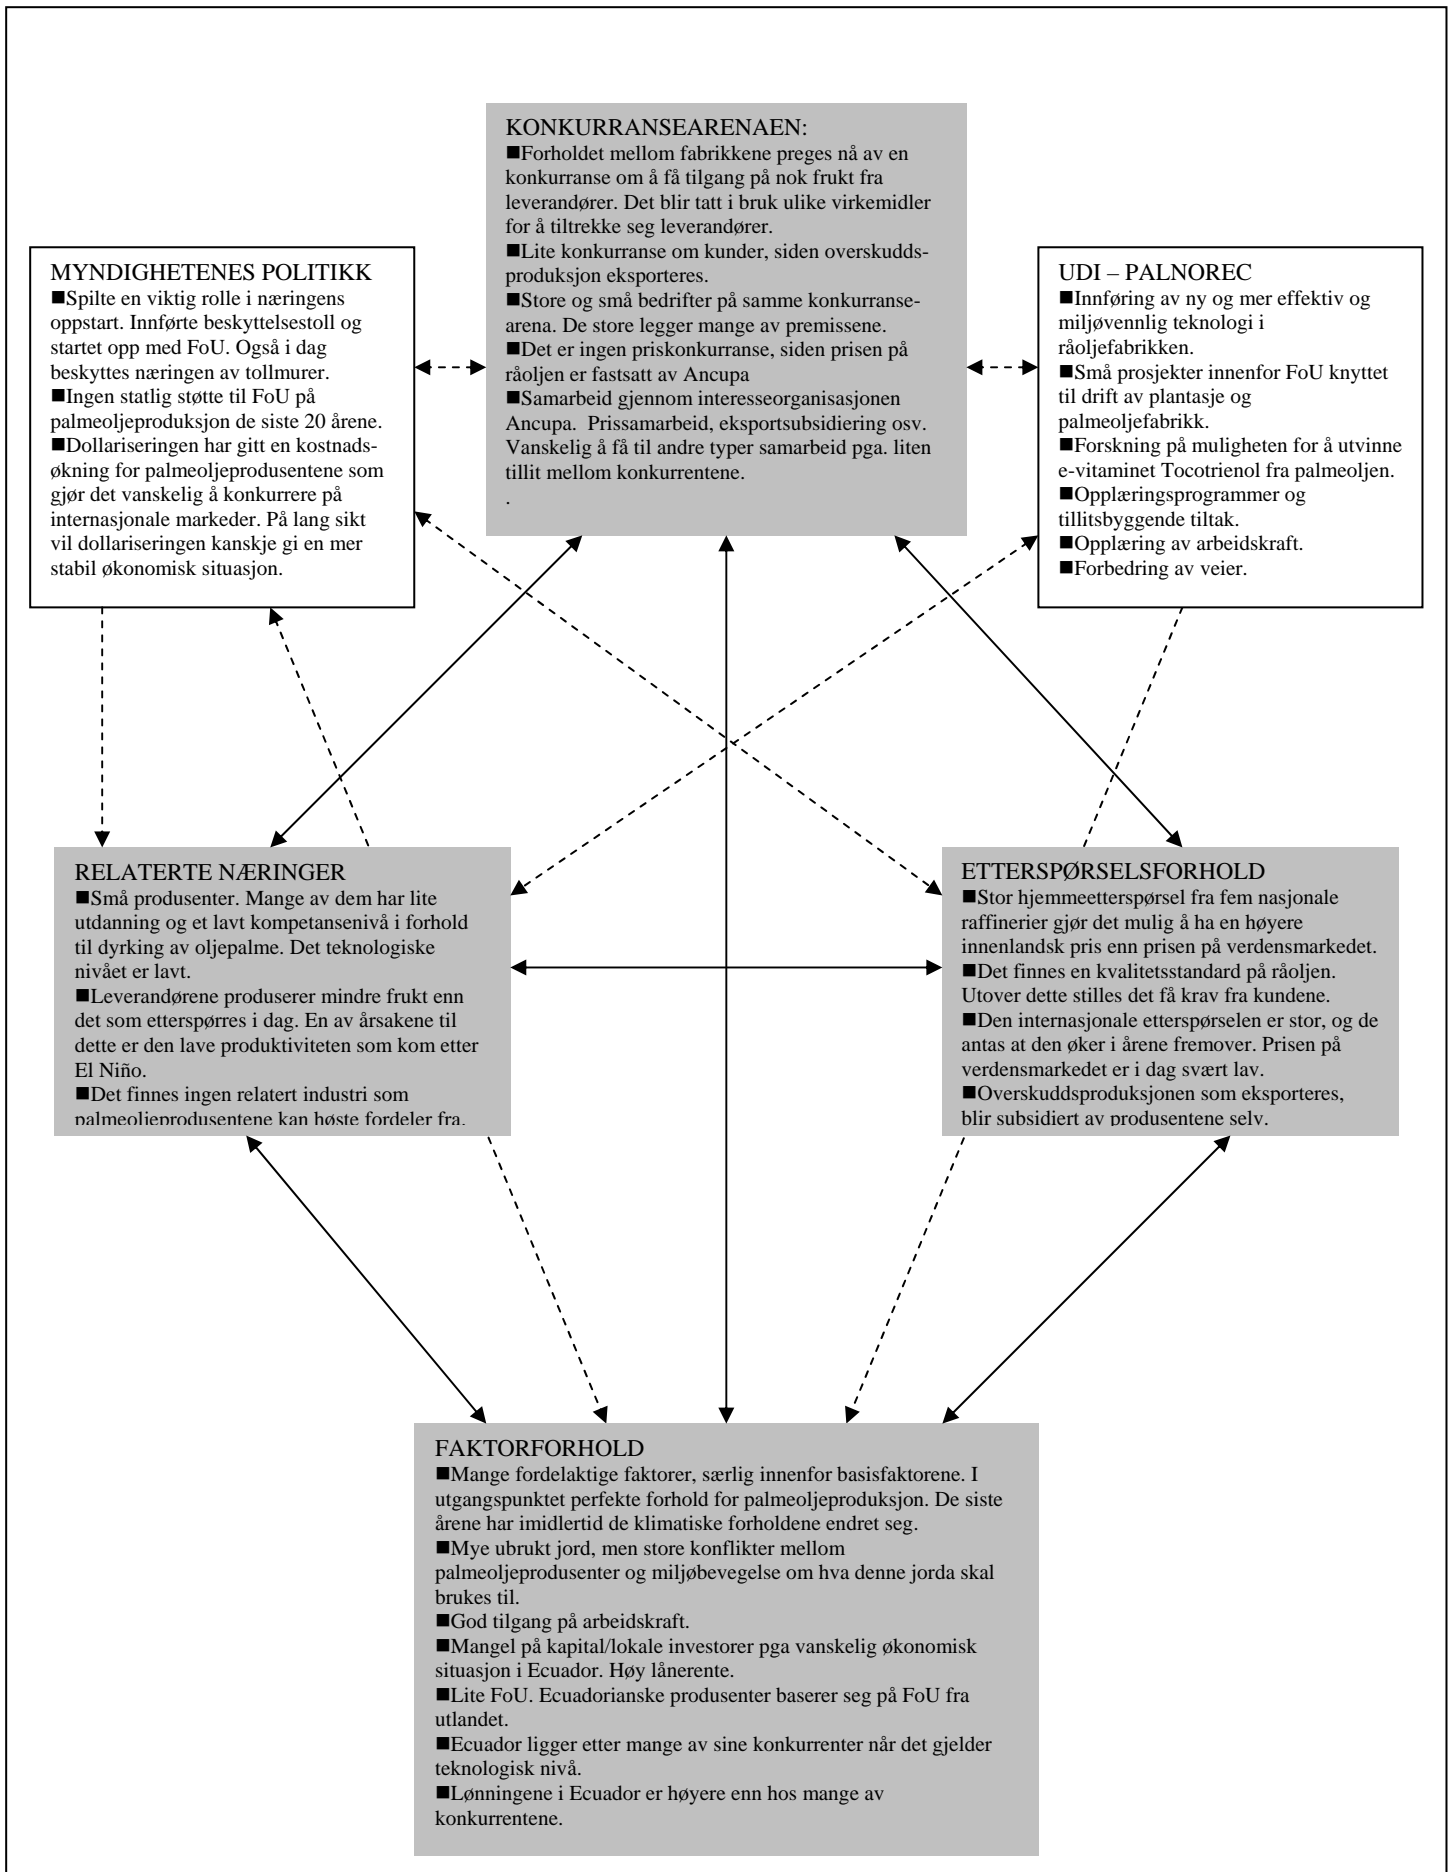 KONKURRANSEARENAEN:
■Forholdet mellom fabrikkene preges nå av en
konkurranse om å få tilgang på nok frukt fra
leverandører. Det blir tatt i bruk ulike virkemidler
for å tiltrekke seg leverandører.
■Lite konkurranse om kunder, siden overskudds-
produksjon eksporteres.
■Store og små bedrifter på samme konkurranse-
arena. De store legger mange av premissene.
■Det er ingen priskonkurranse, siden prisen på
råoljen er fastsatt av Ancupa
■Samarbeid gjennom interesseorganisasjonen
Ancupa.  Prissamarbeid, eksportsubsidiering osv.
Vanskelig å få til andre typer samarbeid pga. liten
tillit mellom konkurrentene.
.
MYNDIGHETENES POLITIKK
■Spilte en viktig rolle i næringens
oppstart. Innførte beskyttelsestoll og
startet opp med FoU. Også i dag
beskyttes næringen av tollmurer.
■Ingen statlig støtte til FoU på
palmeoljeproduksjon de siste 20 årene.
■Dollariseringen har gitt en kostnads-
økning for palmeoljeprodusentene som
gjør det vanskelig å konkurrere på
internasjonale markeder. På lang sikt
vil dollariseringen kanskje gi en mer
stabil økonomisk situasjon.
UDI – PALNOREC
■Innføring av ny og mer effektiv og
miljøvennlig teknologi i
råoljefabrikken.
■Små prosjekter innenfor FoU knyttet
til drift av plantasje og
palmeoljefabrikk.
■Forskning på muligheten for å utvinne
e-vitaminet Tocotrienol fra palmeoljen.
■Opplæringsprogrammer og
tillitsbyggende tiltak.
■Opplæring av arbeidskraft.
■Forbedring av veier.
RELATERTE NÆRINGER
■Små produsenter. Mange av dem har lite
utdanning og et lavt kompetansenivå i forhold
til dyrking av oljepalme. Det teknologiske
nivået er lavt.
■Leverandørene produserer mindre frukt enn
det som etterspørres i dag. En av årsakene til
dette er den lave produktiviteten som kom etter
El Niño.
■Det finnes ingen relatert industri som
palmeoljeprodusentene kan høste fordeler fra.
ETTERSPØRSELSFORHOLD
■Stor hjemmeetterspørsel fra fem nasjonale
raffinerier gjør det mulig å ha en høyere
innenlandsk pris enn prisen på verdensmarkedet.
■Det finnes en kvalitetsstandard på råoljen.
Utover dette stilles det få krav fra kundene.
■Den internasjonale etterspørselen er stor, og de
antas at den øker i årene fremover. Prisen på
verdensmarkedet er i dag svært lav.
■Overskuddsproduksjonen som eksporteres,
blir subsidiert av produsentene selv.
FAKTORFORHOLD
■Mange fordelaktige faktorer, særlig innenfor basisfaktorene. I
utgangspunktet perfekte forhold for palmeoljeproduksjon. De siste
årene har imidlertid de klimatiske forholdene endret seg.
■Mye ubrukt jord, men store konflikter mellom
palmeoljeprodusenter og miljøbevegelse om hva denne jorda skal
brukes til.
■God tilgang på arbeidskraft.
■Mangel på kapital/lokale investorer pga vanskelig økonomisk
situasjon i Ecuador. Høy lånerente.
■Lite FoU. Ecuadorianske produsenter baserer seg på FoU fra
utlandet.
■Ecuador ligger etter mange av sine konkurrenter når det gjelder
teknologisk nivå.
■Lønningene i Ecuador er høyere enn hos mange av
konkurrentene.